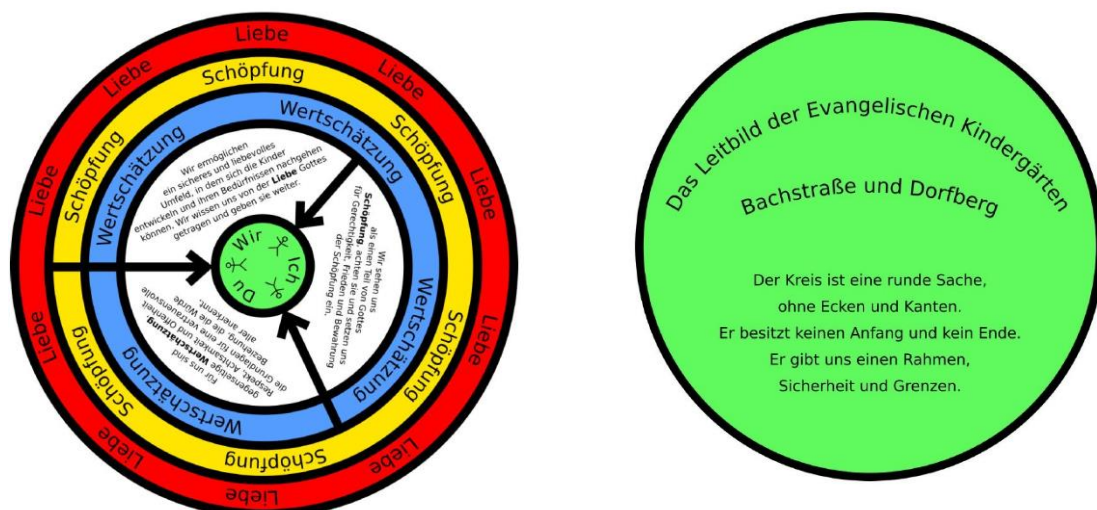 Liebe
Liebe
Liebe
Liebe
Liebe
Liebe
Liebe
Liebe
Liebe
Liebe
Schöpfung
Schöpfung
Schöpfung
Schöpfung
Schöpfung
Schöpfung
Wertschätzung
Wertschätzung
Wertschätzung
Wertschätzung
Wir ermöglichen
ein sicheres und liebevolles
Umfeld, in dem sich die Kinder
entwickeln und ihren Bedürfnissen nachgehen
können. Wir wissen uns von der Liebe Gottes
getragen und geben sie weiter.
Wir sehen uns
als einen Teil von Gottes
Schöpfung, achten sie und setzen uns
für Gerechtigkeit, Frieden und Bewahrung
der Schöpfung ein.
Für uns sind
gegenseitige Wertschätzung,
Respekt, Achtsamkeit und Offenheit
die Grundlagen für eine vertrauensvolle
Beziehung, die die Würde
aller anerkennt.
Wir
Ich
Du
Das Leitbild der Evangelischen Kindergärten
Bachstraße und Dorfberg
Der Kreis ist eine runde Sache,
ohne Ecken und Kanten.
Er besitzt keinen Anfang und kein Ende.
Er gibt uns einen Rahmen,
Sicherheit und Grenzen.